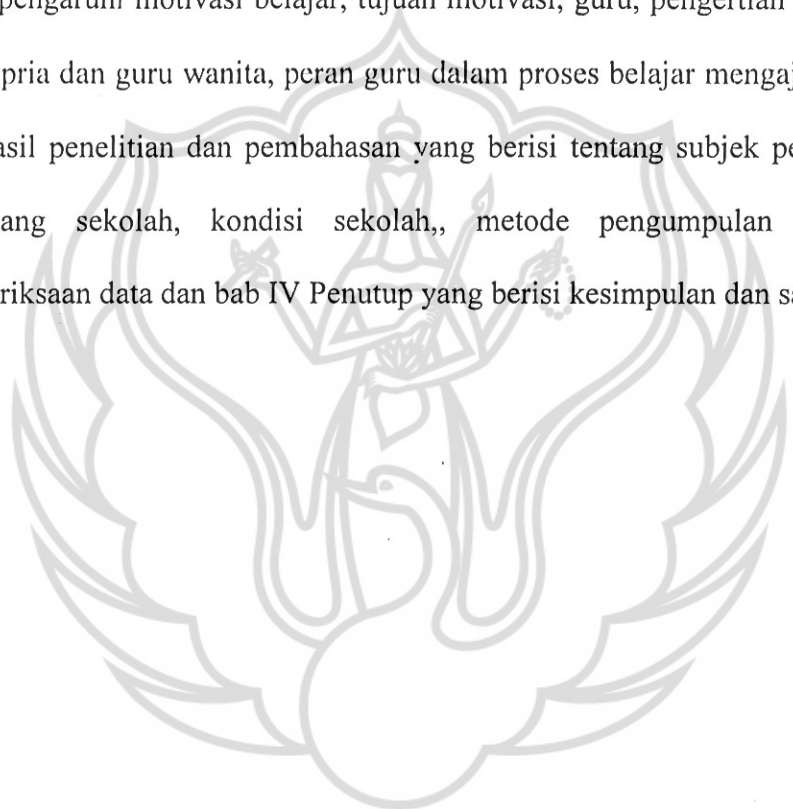 pengaruhi motivasi belajar, tujuan motivasi, guru, pengertian
pria dan guru wanita, peran guru dalam proses belajar mengaj
asil penelitian dan pembahasan yang berisi tentang subjek pe
ang sekolah, kondisi sekolah,, metode pengumpulan
riksaan data dan bab IV Penutup yang berisi kesimpulan dan sa